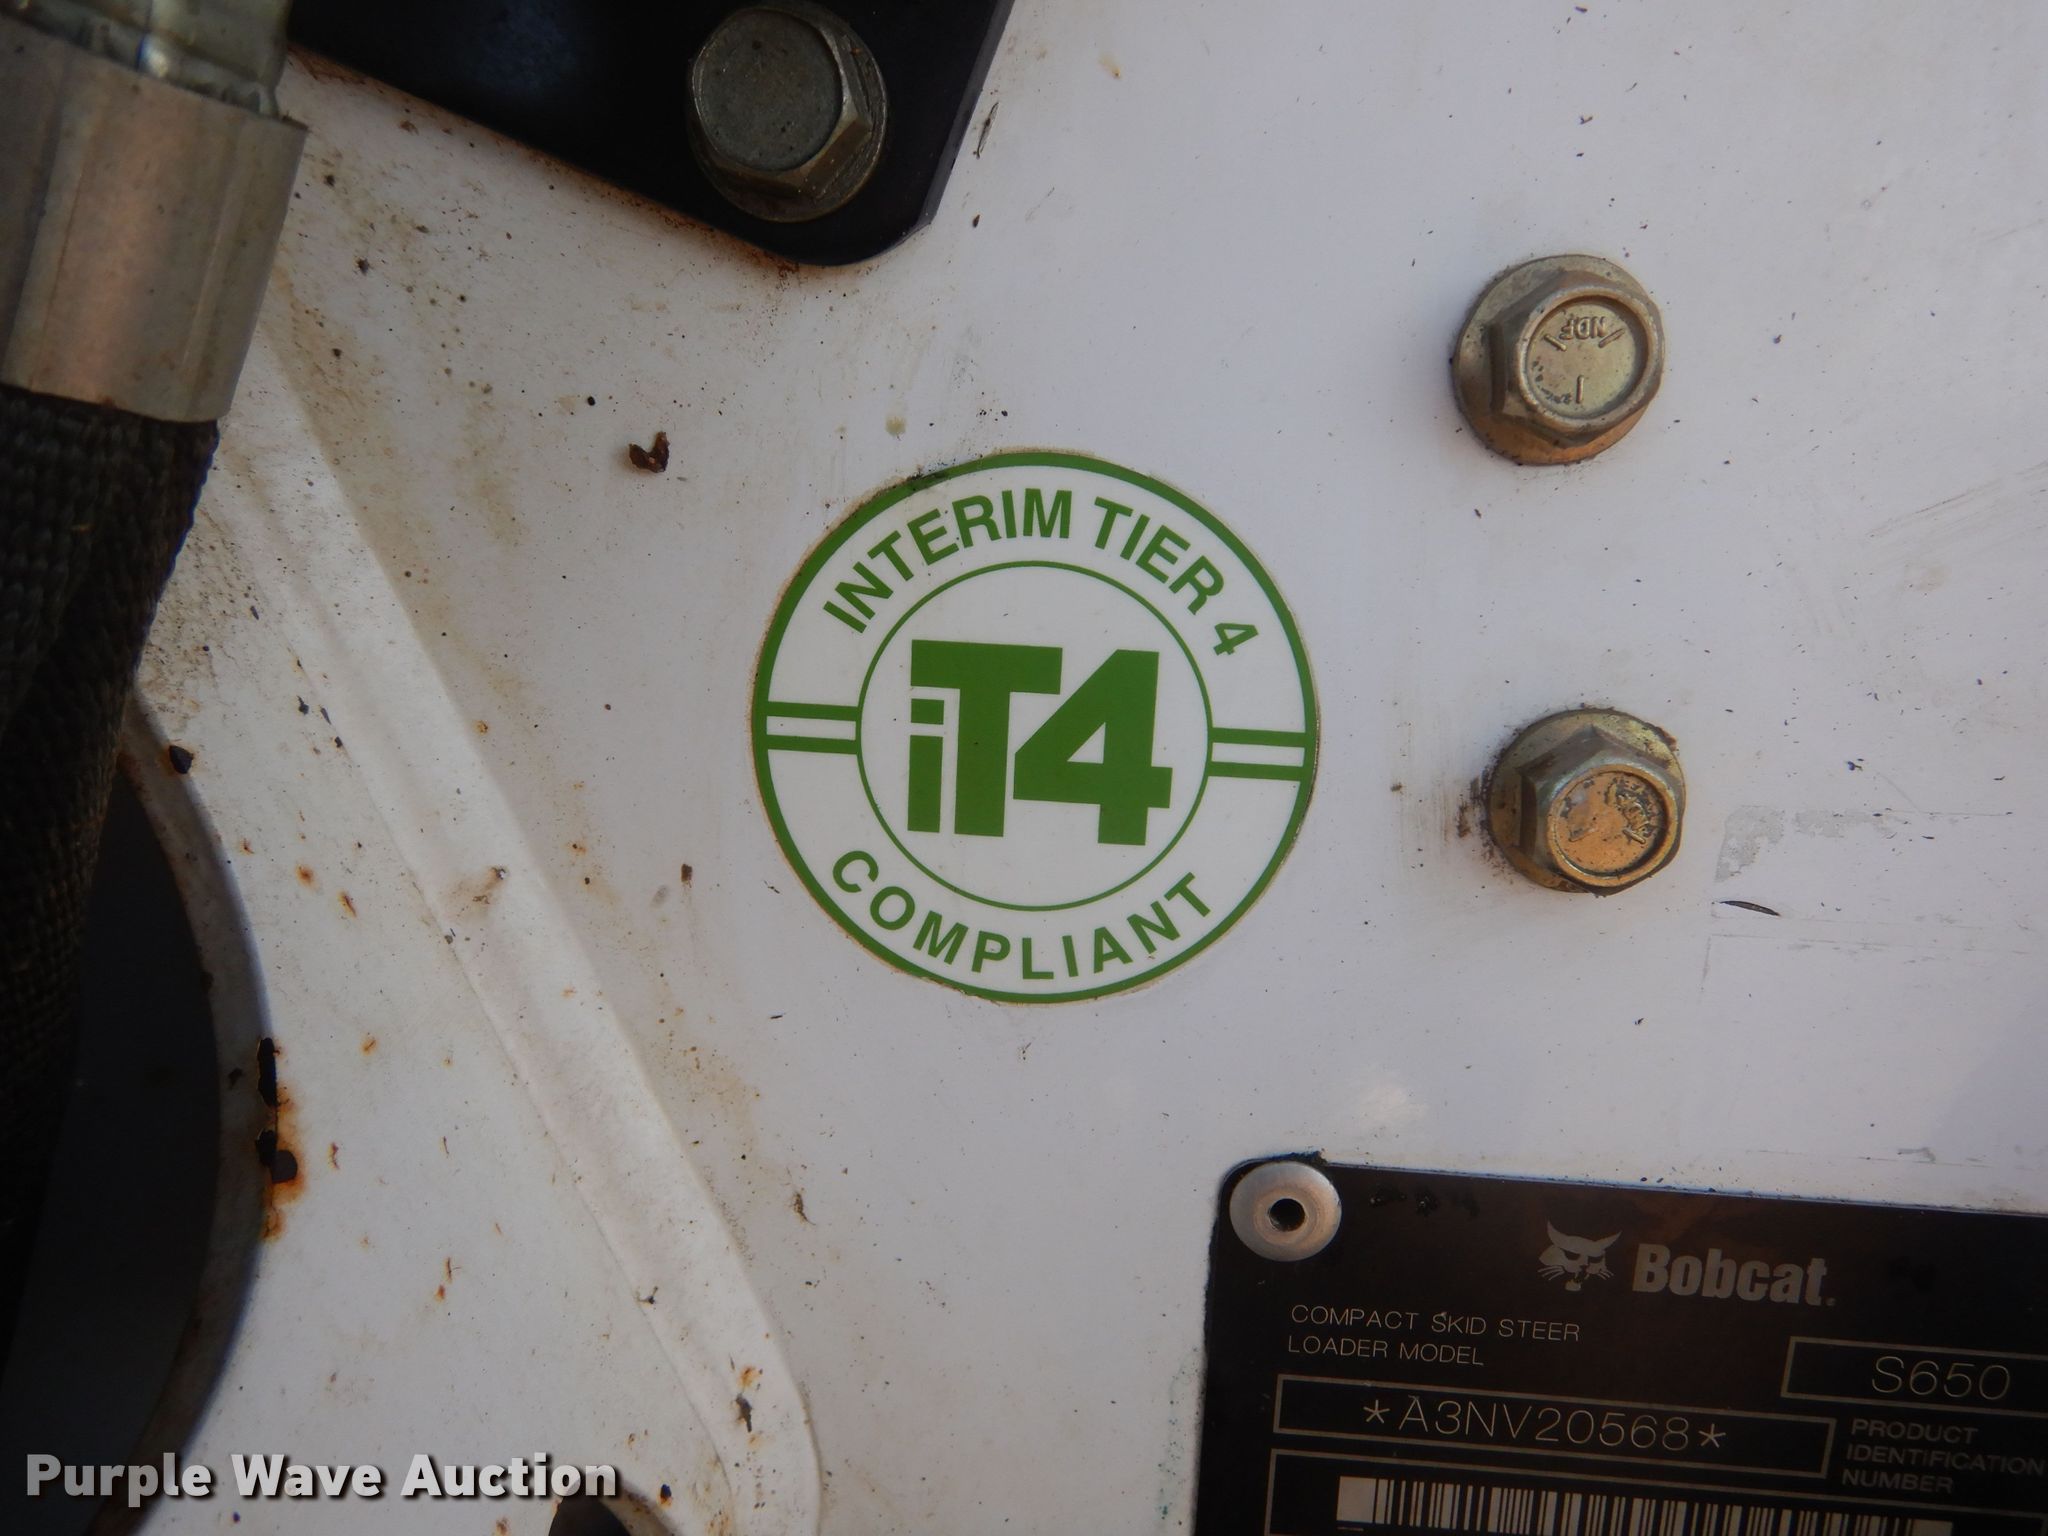 NDF
INTERIM TIER 4
iT4
COMPLIANT
Bobcat
COMPACT SKID STEER
LOADER MODEL
S650
*A3NV20568*
PRODUCT
IDENTIFICATION
NUMBER
Purple Wave Auction